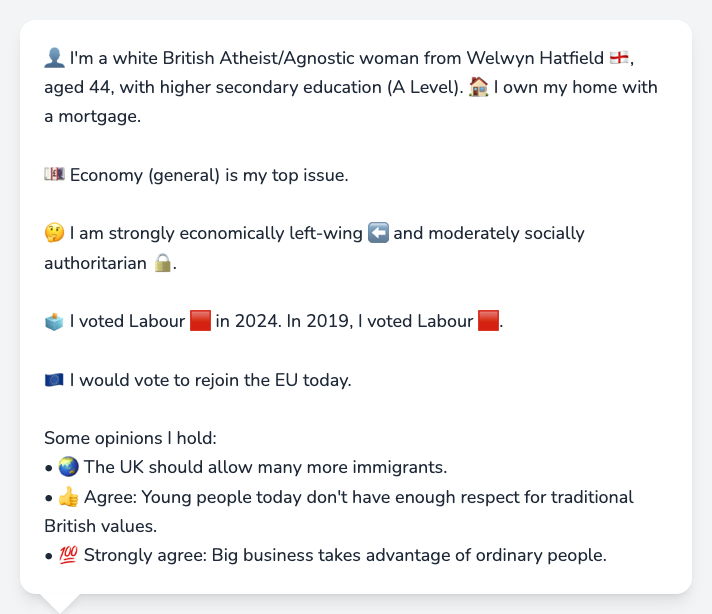 👤 I'm a white British Atheist/Agnostic woman from Welwyn Hatfield 🏴󠁧󠁢󠁥󠁮󠁧󠁿,
aged 44, with higher secondary education (A Level). 🏠 I own my home with
a mortgage.
💷 Economy (general) is my top issue.
🤔 I am strongly economically left-wing ⬅️ and moderately socially
authoritarian 🔒.
🗳️ I voted Labour 🟥 in 2024. In 2019, I voted Labour 🟥.
🇪🇺 I would vote to rejoin the EU today.
Some opinions I hold:
• 🌏 The UK should allow many more immigrants.
• 👍 Agree: Young people today don't have enough respect for traditional
British values.
• 💯 Strongly agree: Big business takes advantage of ordinary people.